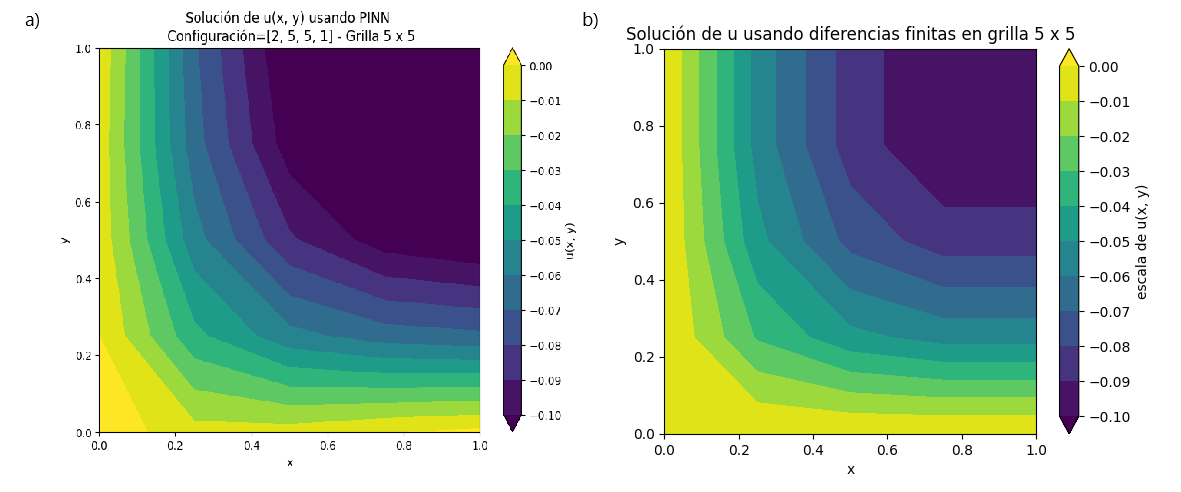 a)
Solución de u(x, y) usando PINN
Configuración=[2, 5, 5, 1] - Grilla 5 x 5
1.0
0.8
0.6
0.4
0.2
0.0
y
0.0 0.2 0.4 0.6 0.8 1.0
x
0.00
−0.01
−0.02
−0.03
−0.04
−0.05
−0.06
−0.07
−0.08
−0.09
−0.10
u(x, y)
b)
Solución de u usando diferencias finitas en grilla 5 x 5
1.0
0.8
0.6
0.4
0.2
0.0
y
0.0 0.2 0.4 0.6 0.8 1.0
x
0.00
−0.01
−0.02
−0.03
−0.04
−0.05
−0.06
−0.07
−0.08
−0.09
−0.10
escala de u(x, y)